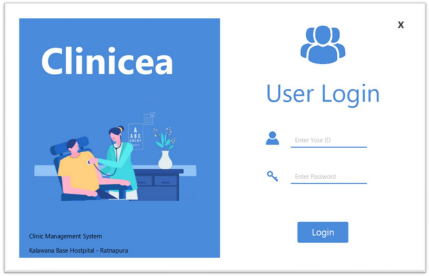 Clinicea
Clinic Management System
Kalawana Base Hostpital - Ratnapura
X
User Login
Enter Your ID
Enter Password
Login